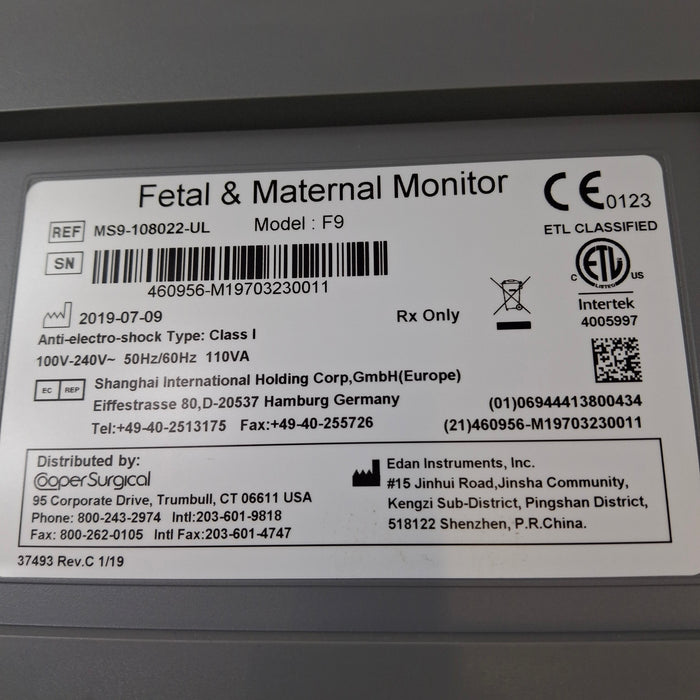 Fetal & Maternal Monitor
CE 0123
REF MS9-108022-UL Model : F9
ETL CLASSIFIED
SN
460956-M19703230011
C ETL LISTED US
Intertek
4005997
2019-07-09
Rx Only
Anti-electro-shock Type: Class I
100V-240V~ 50Hz/60Hz 110VA
EC REP Shanghai International Holding Corp,GmbH(Europe)
Eiffestrasse 80,D-20537 Hamburg Germany
Tel:+49-40-2513175 Fax:+49-40-255726
(01)06944413800434
(21)460956-M19703230011
Distributed by:
CooperSurgical
95 Corporate Drive, Trumbull, CT 06611 USA
Phone: 800-243-2974 Intl:203-601-9818
Fax: 800-262-0105 Intl Fax:203-601-4747
Edan Instruments, Inc.
#15 Jinhui Road,Jinsha Community,
Kengzi Sub-District, Pingshan District,
518122 Shenzhen, P.R.China.
37493 Rev.C 1/19